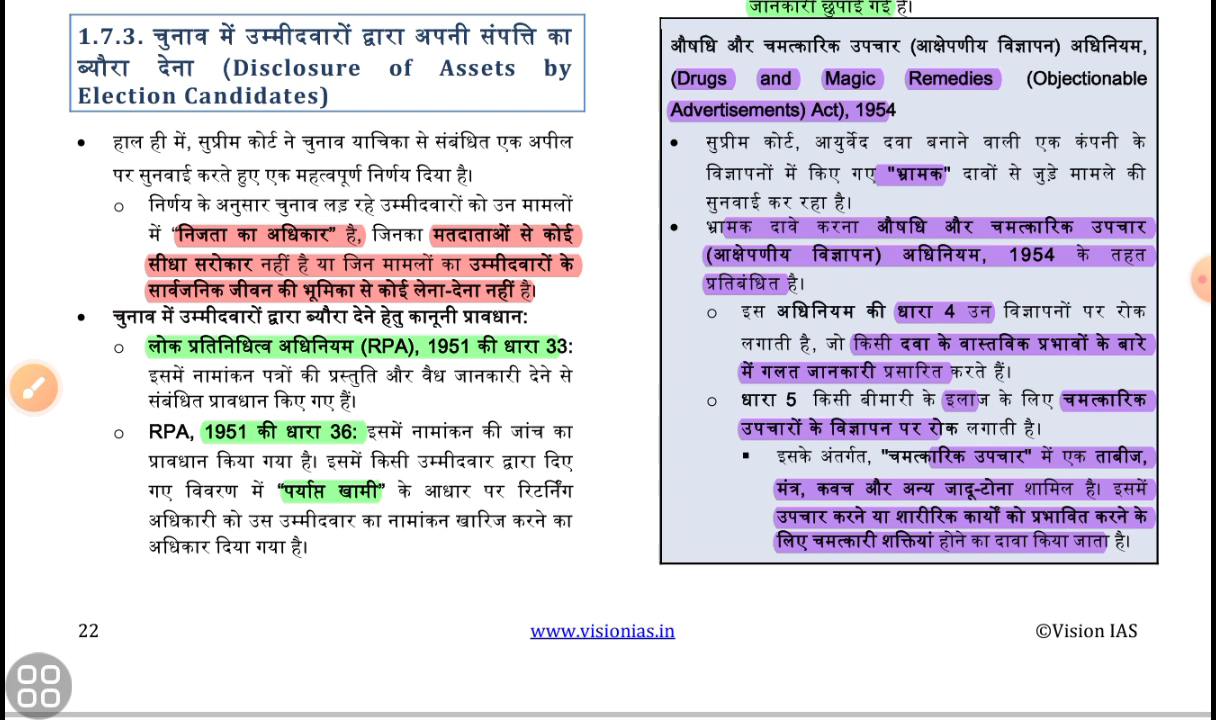 1.7.3. चुनाव में उम्मीदवारों द्वारा अपनी संपत्ति का
ब्यौरा देना (Disclosure of Assets by
Election Candidates)
• हाल ही में, सुप्रीम कोर्ट ने चुनाव याचिका से संबंधित एक अपील
पर सुनवाई करते हुए एक महत्वपूर्ण निर्णय दिया है।
o निर्णय के अनुसार चुनाव लड़ रहे उम्मीदवारों को उन मामलों
में "निजता का अधिकार" है, जिनका मतदाताओं से कोई
सीधा सरोकार नहीं है या जिन मामलों का उम्मीदवारों के
सार्वजनिक जीवन की भूमिका से कोई लेना-देना नहीं है।
• चुनाव में उम्मीदवारों द्वारा ब्यौरा देने हेतु कानूनी प्रावधान:
o लोक प्रतिनिधित्व अधिनियम (RPA), 1951 की धारा 33:
इसमें नामांकन पत्रों की प्रस्तुति और वैध जानकारी देने से
संबंधित प्रावधान किए गए हैं।
o RPA, 1951 की धारा 36: इसमें नामांकन की जांच का
प्रावधान किया गया है। इसमें किसी उम्मीदवार द्वारा दिए
गए विवरण में "पर्याप्त खामी" के आधार पर रिटर्निंग
अधिकारी को उस उम्मीदवार का नामांकन खारिज करने का
अधिकार दिया गया है।
जानकारी छुपाई गई है।
औषधि और चमत्कारिक उपचार (आक्षेपणीय विज्ञापन) अधिनियम,
(Drugs and Magic Remedies (Objectionable
Advertisements) Act), 1954
• सुप्रीम कोर्ट, आयुर्वेद दवा बनाने वाली एक कंपनी के
विज्ञापनों में किए गए "भ्रामक" दावों से जुड़े मामले की
सुनवाई कर रहा है।
• भ्रामक दावे करना औषधि और चमत्कारिक उपचार
(आक्षेपणीय विज्ञापन) अधिनियम, 1954 के तहत
प्रतिबंधित है।
o इस अधिनियम की धारा 4 उन विज्ञापनों पर रोक
लगाती है, जो किसी दवा के वास्तविक प्रभावों के बारे
में गलत जानकारी प्रसारित करते हैं।
o धारा 5 किसी बीमारी के इलाज के लिए चमत्कारिक
उपचारों के विज्ञापन पर रोक लगाती है।
▪ इसके अंतर्गत, "चमत्कारिक उपचार" में एक ताबीज,
मंत्र, कवच और अन्य जादू-टोना शामिल है। इसमें
उपचार करने या शारीरिक कार्यों को प्रभावित करने के
लिए चमत्कारी शक्तियां होने का दावा किया जाता है।
22
www.visionias.in
©Vision IAS